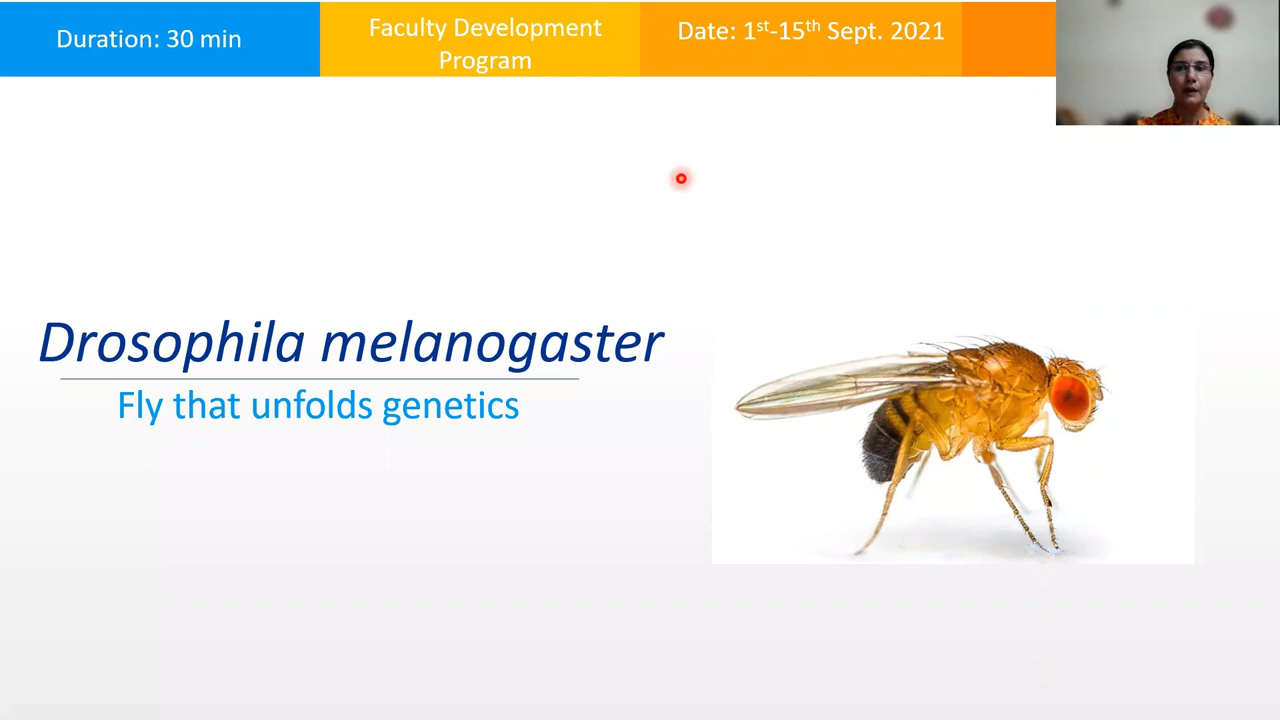 Duration: 30 min
Faculty Development
Program
Date: 1st-15th Sept. 2021
Drosophila melanogaster
Fly that unfolds genetics